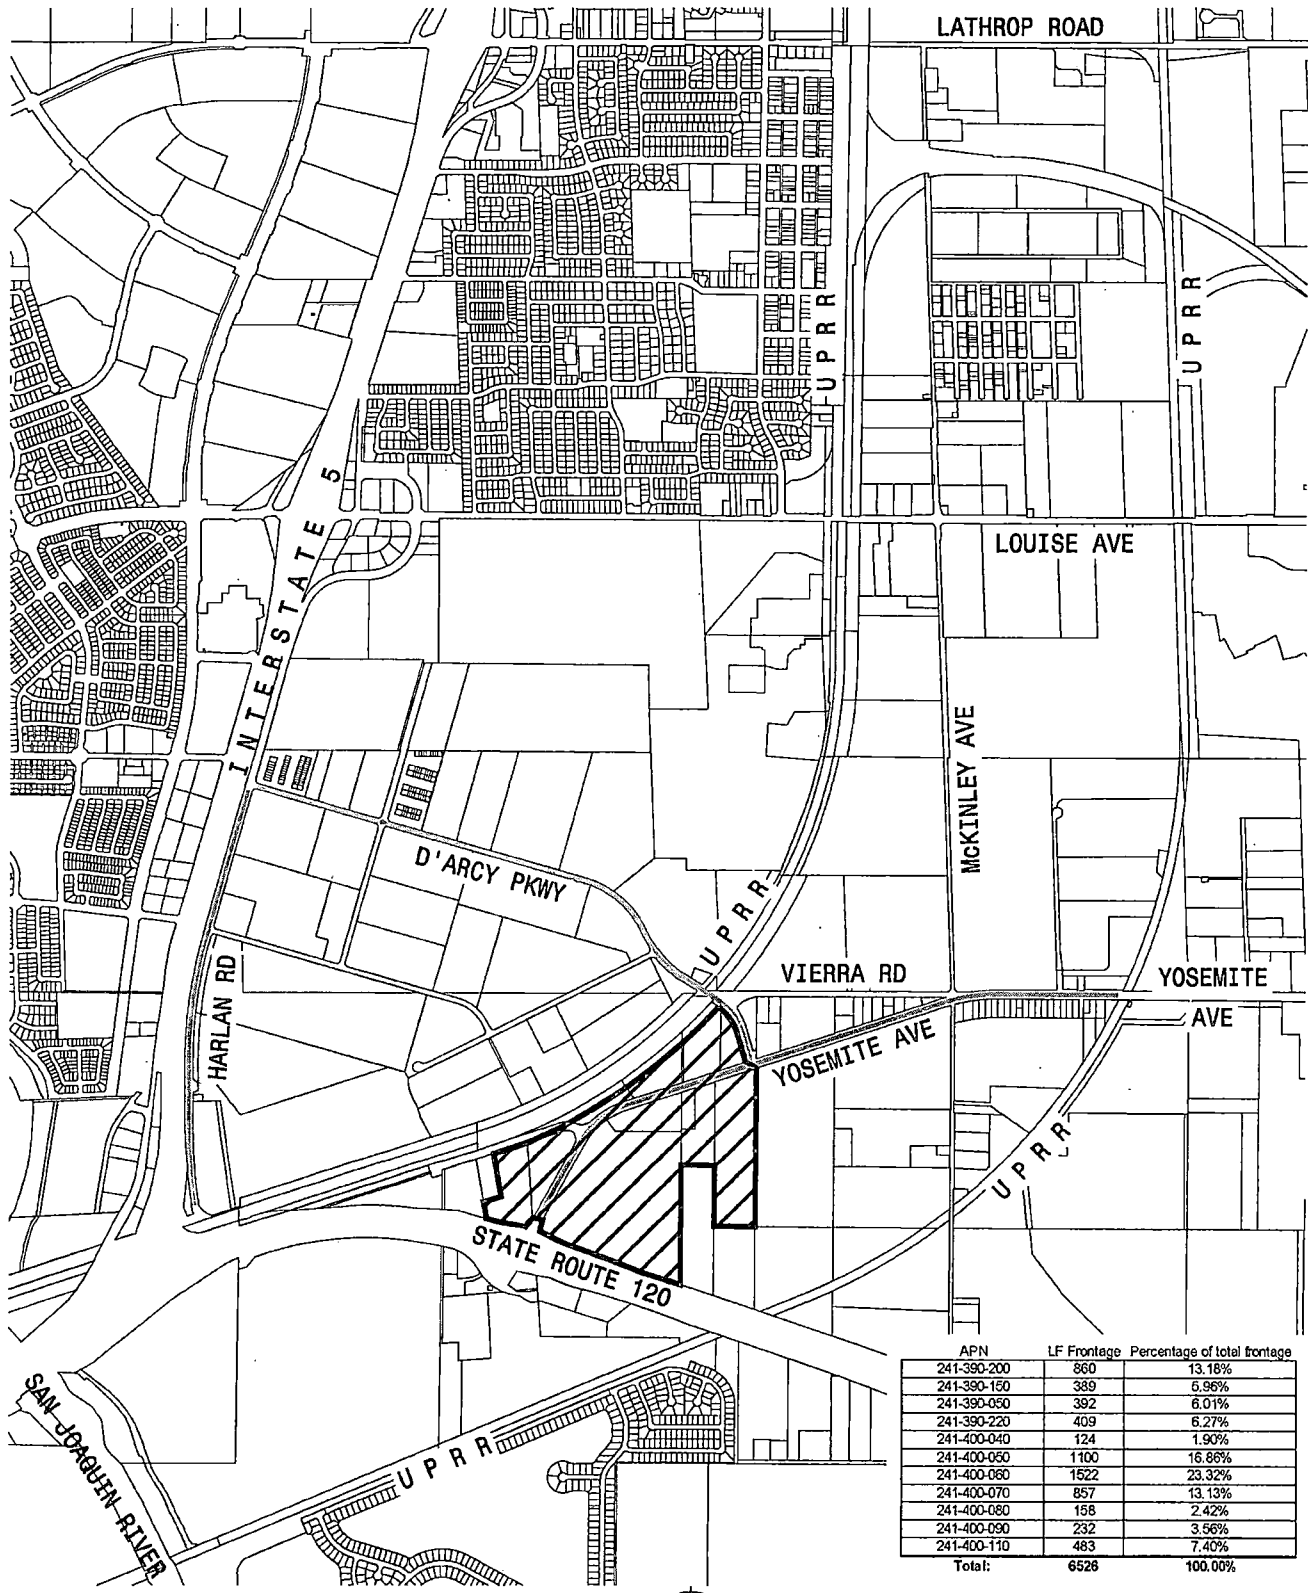 LATHROP ROAD
UPRR
UPRR
INTERSTATE 5
LOUISE AVE
McKINLEY AVE
D'ARCY PKWY
UPRR
VIERRA RD
YOSEMITE
AVE
HARLAN RD
YOSEMITE AVE
UPRR
STATE ROUTE 120
SAN JOAQUIN RIVER
UPRR
APN LF Frontage Percentage of total frontage
241-390-200 860 13.18%
241-390-150 389 5.96%
241-390-050 392 6.01%
241-390-220 409 6.27%
241-400-040 124 1.90%
241-400-050 1100 16.86%
241-400-060 1522 23.32%
241-400-070 857 13.13%
241-400-080 158 2.42%
241-400-090 232 3.56%
241-400-110 483 7.40%
Total: 6526 100.00%